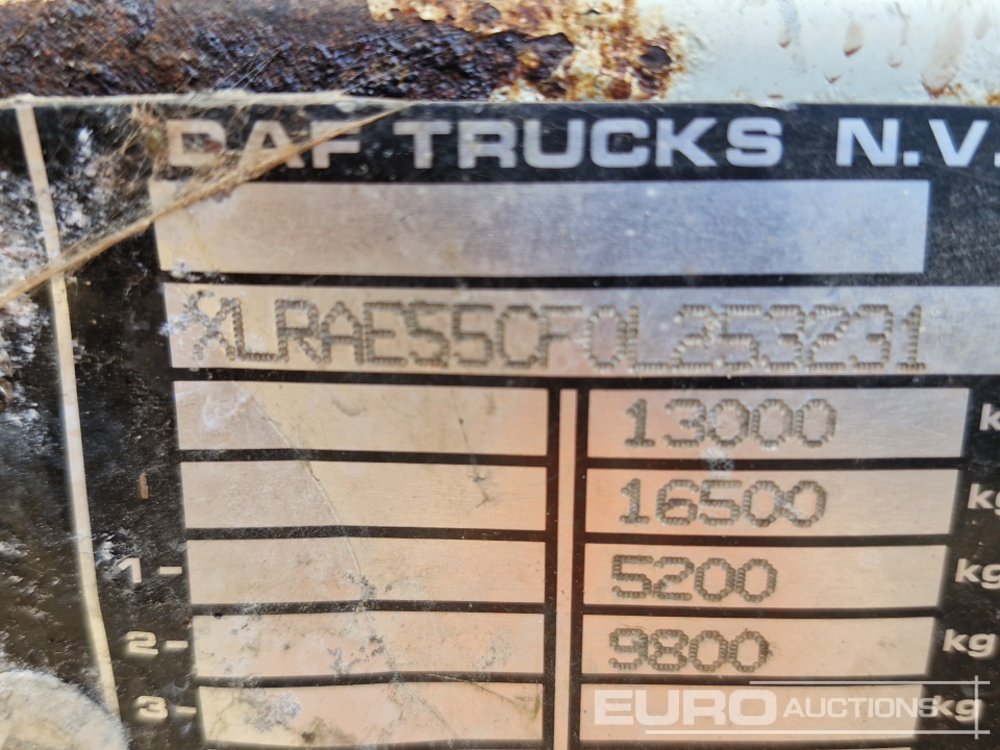 DAF TRUCKS N.V.
XLRAE55CF0L253231
13000 k
16500 kg
1- 5200 kg
2- 9800 kg
3- kg
EURO AUCTIONS